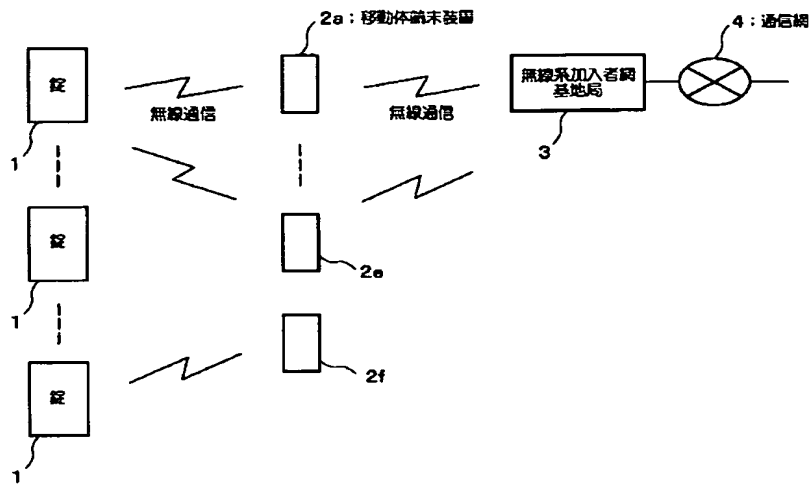 2a：移動体端末装置
4：通信網
錠
無線通信
無線通信
無線系加入者網
基地局
1
3
錠
2e
1
錠
2f
1